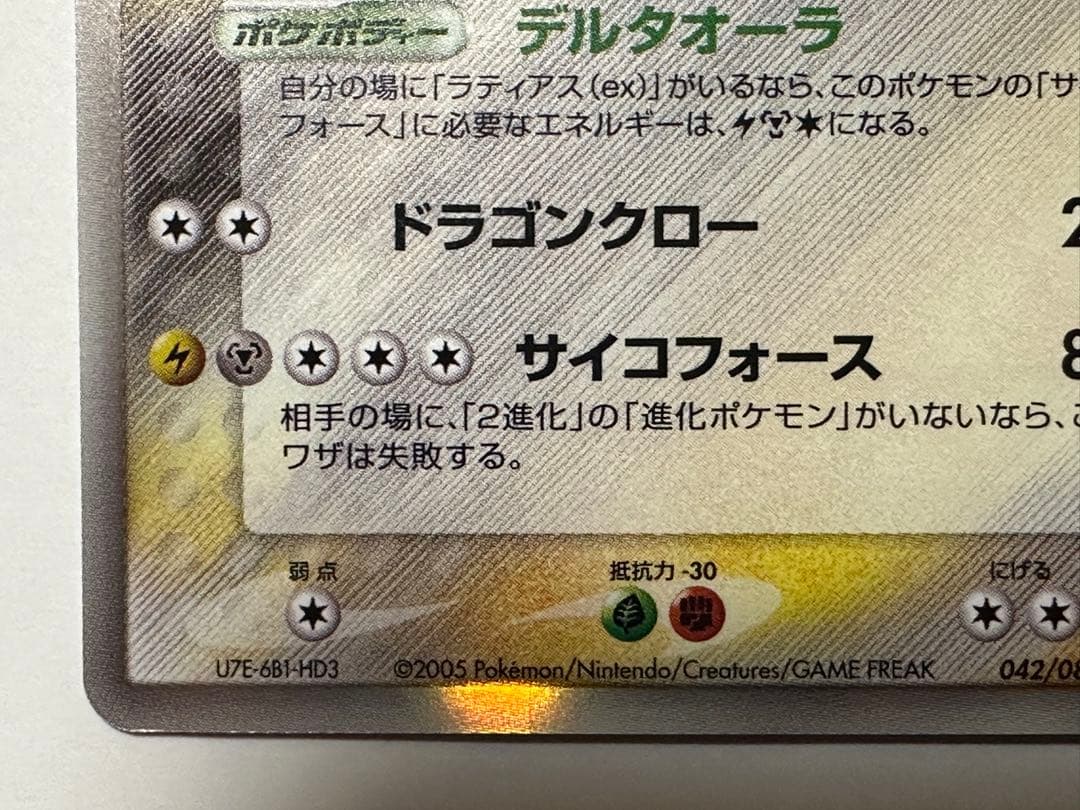 ポケボディー デルタオーラ
自分の場に「ラティアス(ex)」がいるなら、このポケモンの「サ
フォース」に必要なエネルギーは、になる。
ドラゴンクロー 2
サイコフォース 8
相手の場に、「2進化」の「進化ポケモン」がいないなら、こ
ワザは失敗する。
弱点 抵抗力 -30 にげる
U7E-6B1-HD3 ©2005 Pokémon/Nintendo/Creatures/GAME FREAK 042/08